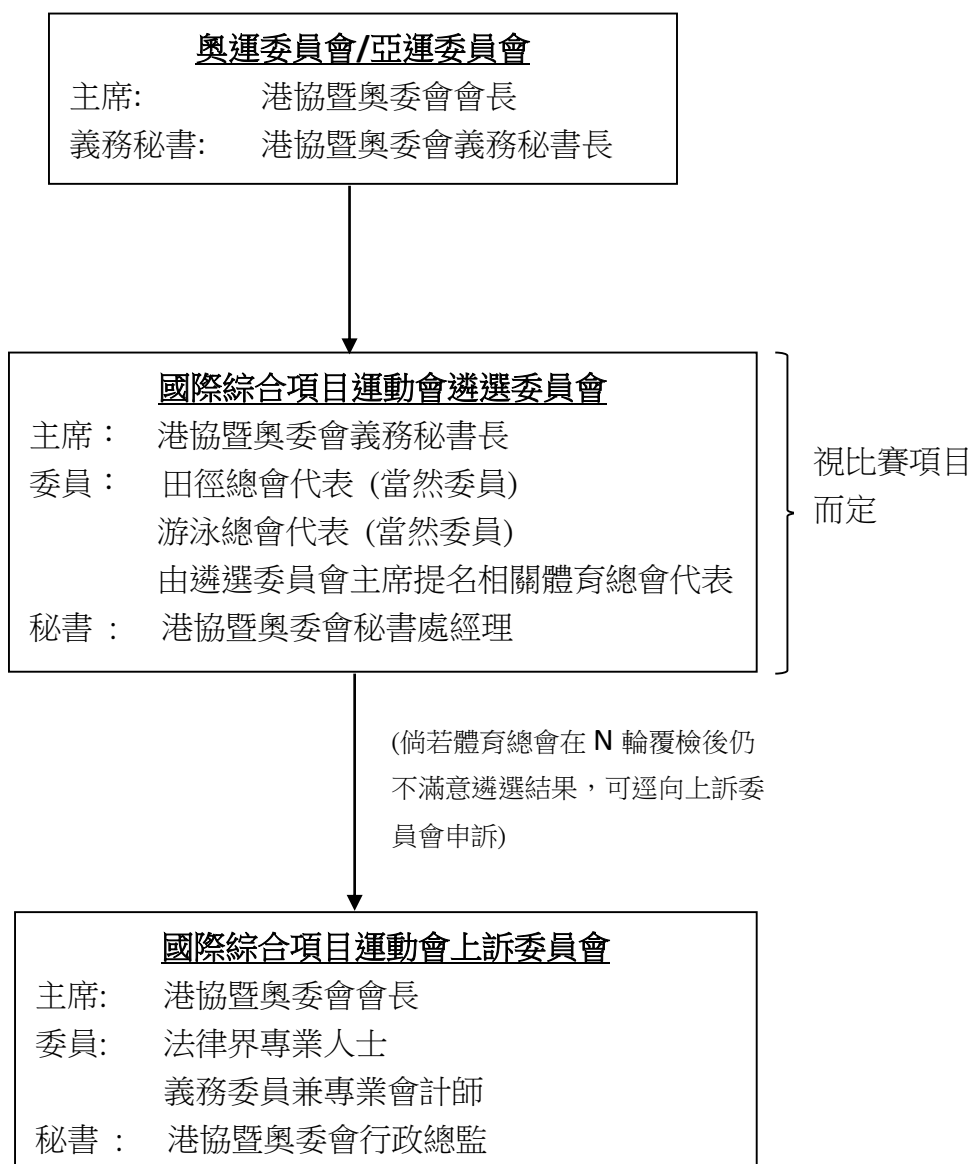 奧運委員會/亞運委員會
主席: 港協暨奧委會會長
義務秘書: 港協暨奧委會義務秘書長
國際綜合項目運動會遴選委員會
主席： 港協暨奧委會義務秘書長
委員： 田徑總會代表 (當然委員)
游泳總會代表 (當然委員)
由遴選委員會主席提名相關體育總會代表
秘書 : 港協暨奧委會秘書處經理
視比賽項目
而定
(倘若體育總會在 N 輪覆檢後仍
不滿意遴選結果，可逕向上訴委
員會申訴)
國際綜合項目運動會上訴委員會
主席: 港協暨奧委會會長
委員: 法律界專業人士
義務委員兼專業會計師
秘書 : 港協暨奧委會行政總監